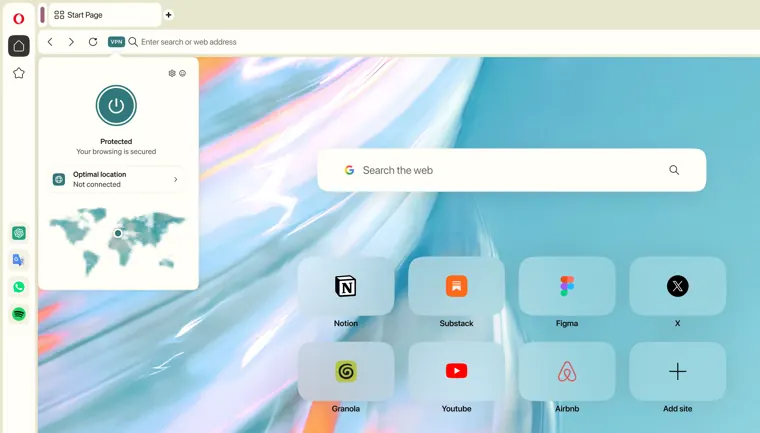 Start Page
VPN
Enter search or web address
Protected
Your browsing is secured
Optimal location
Not connected
Search the web
Notion
Substack
Figma
X
Granola
Youtube
Airbnb
Add site